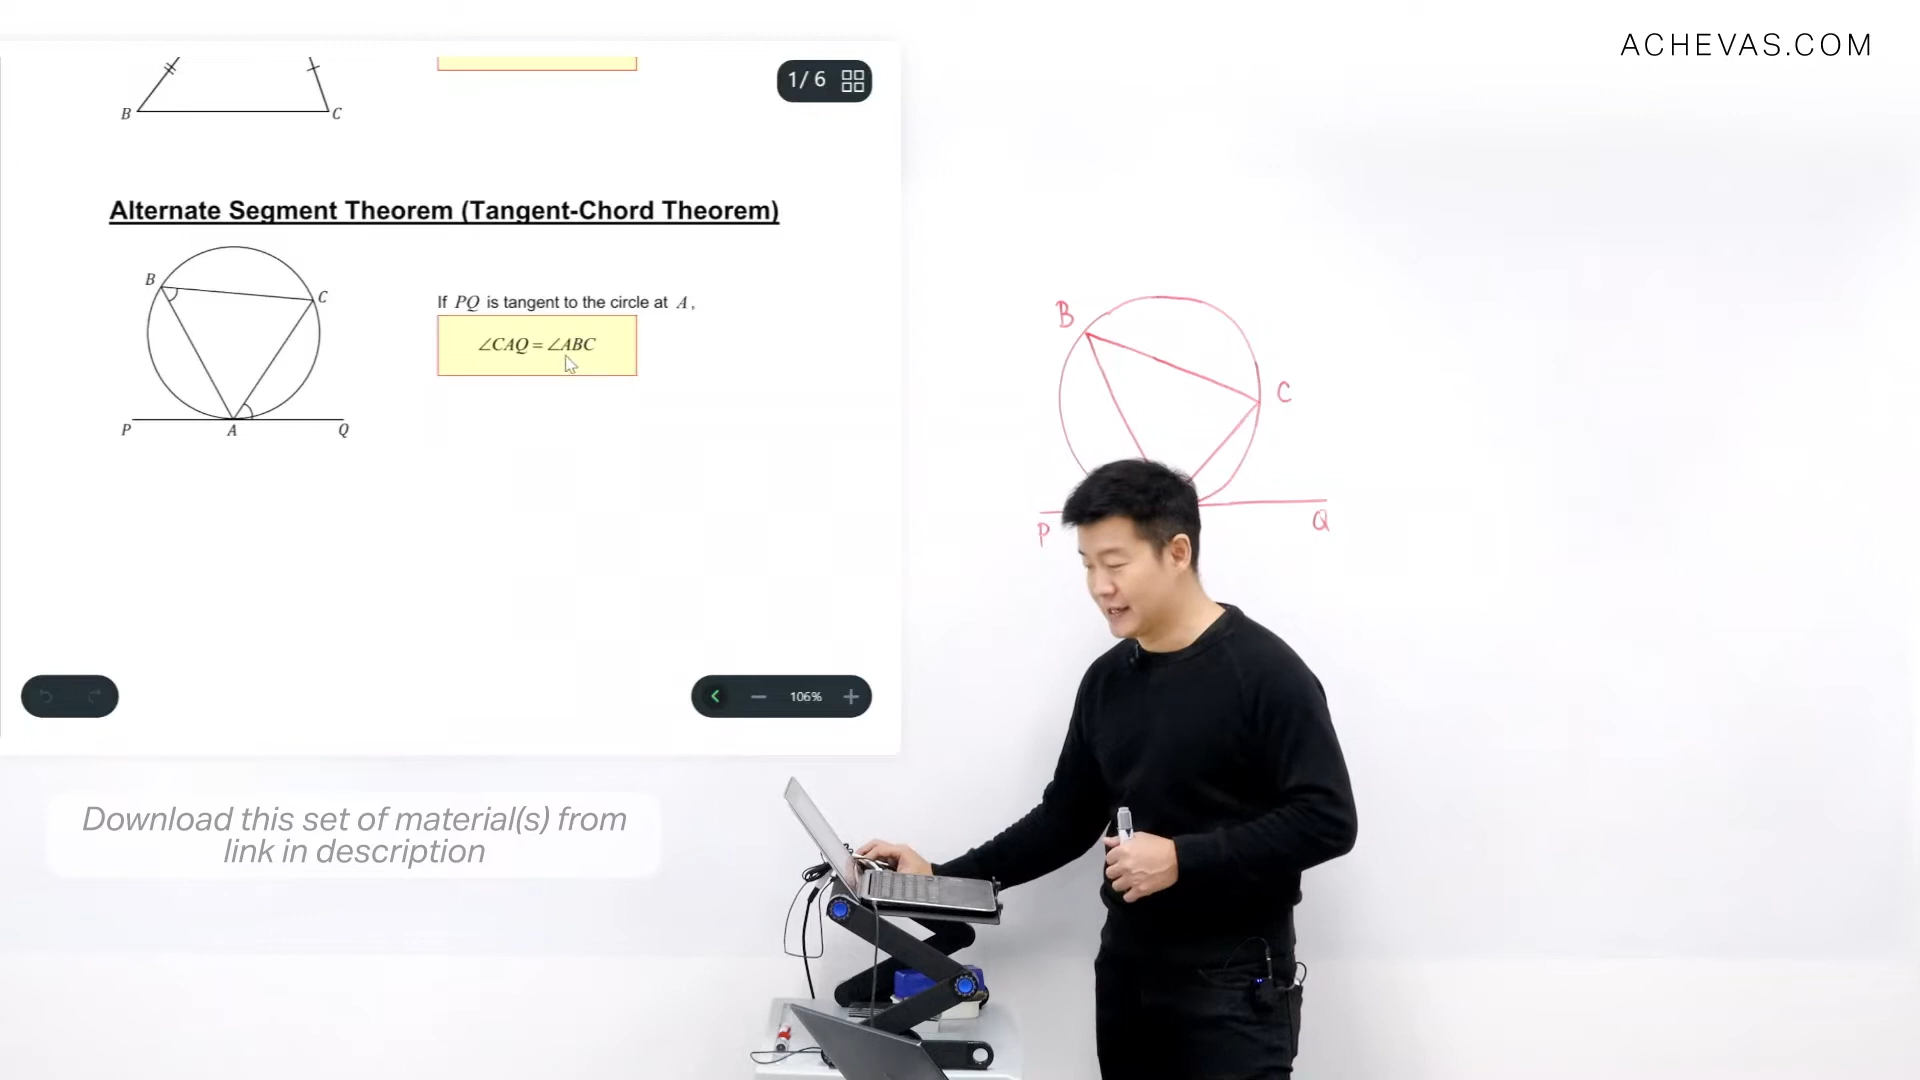 ACHEVAS.COM
1/ 6
B
C
Alternate Segment Theorem (Tangent-Chord Theorem)
B
C
P
A
Q
If PQ is tangent to the circle at A,
∠CAQ = ∠ABC
B
C
P
Q
106%
Download this set of material(s) from
link in description